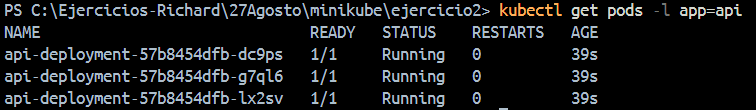 PS C:\Ejercicios-Richard\27Agosto\minikube\ejercicio2> kubectl get pods -l app=api
NAME                              READY   STATUS    RESTARTS   AGE
api-deployment-57b8454dfb-dc9ps   1/1     Running   0          39s
api-deployment-57b8454dfb-g7ql6   1/1     Running   0          39s
api-deployment-57b8454dfb-lx2sv   1/1     Running   0          39s